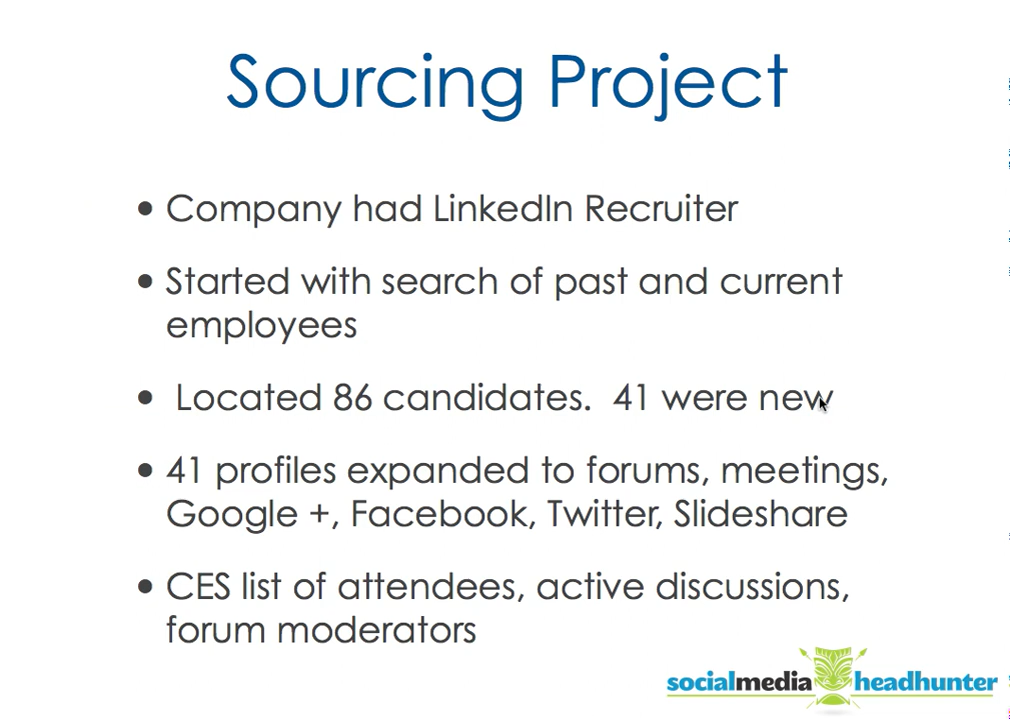 Sourcing Project
• Company had LinkedIn Recruiter
• Started with search of past and current
employees
• Located 86 candidates.  41 were new
• 41 profiles expanded to forums, meetings,
Google +, Facebook, Twitter, Slideshare
• CES list of attendees, active discussions,
forum moderators
socialmedia headhunter